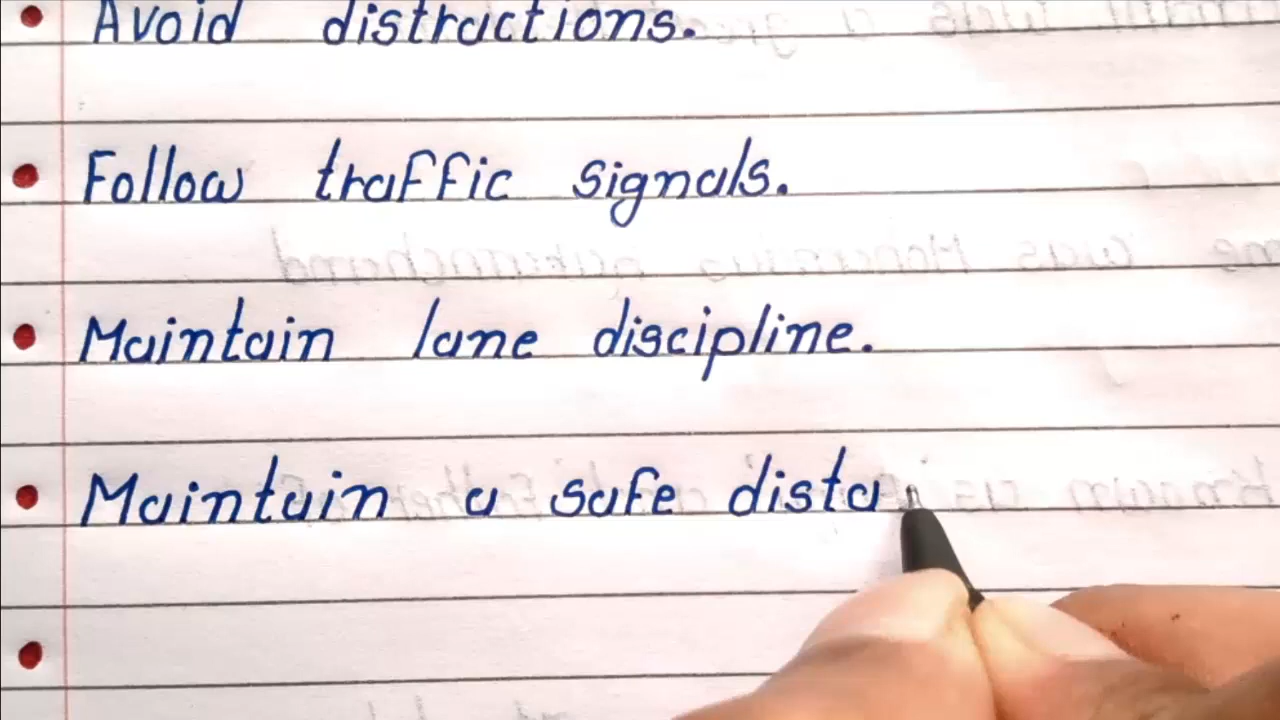 • Avoid distractions.
• Follow traffic signals.
• Maintain lane discipline.
• Maintain a safe dista
•